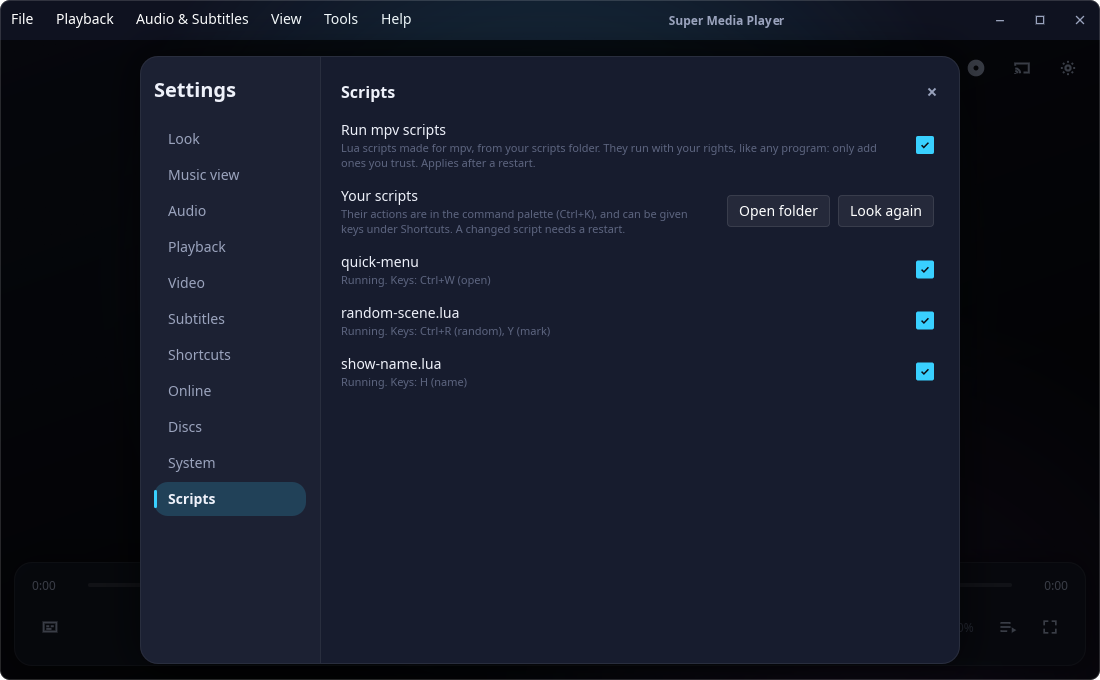 File Playback Audio & Subtitles View Tools Help Super Media Player
Settings
Look
Music view
Audio
Playback
Video
Subtitles
Shortcuts
Online
Discs
System
Scripts
Scripts
Run mpv scripts
Lua scripts made for mpv, from your scripts folder. They run with your rights, like any program: only add
ones you trust. Applies after a restart.
Your scripts
Their actions are in the command palette (Ctrl+K), and can be given
keys under Shortcuts. A changed script needs a restart.
Open folder Look again
quick-menu
Running. Keys: Ctrl+W (open)
random-scene.lua
Running. Keys: Ctrl+R (random), Y (mark)
show-name.lua
Running. Keys: H (name)
0:00 0:00